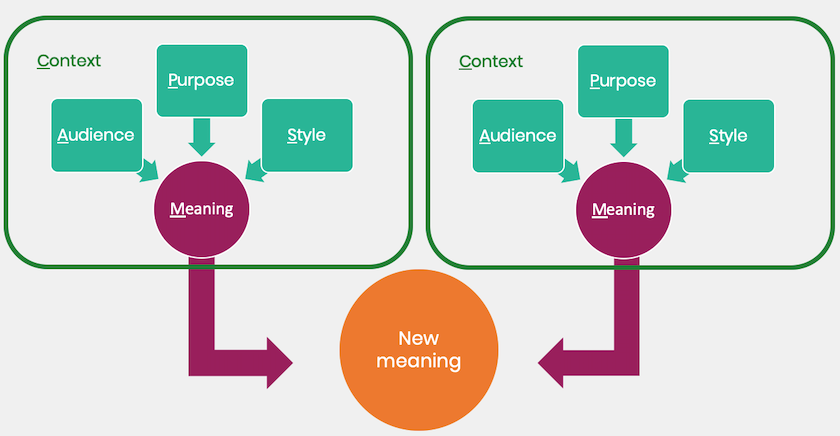 Context
Purpose
Audience
Style
Meaning
Context
Purpose
Audience
Style
Meaning
New
meaning